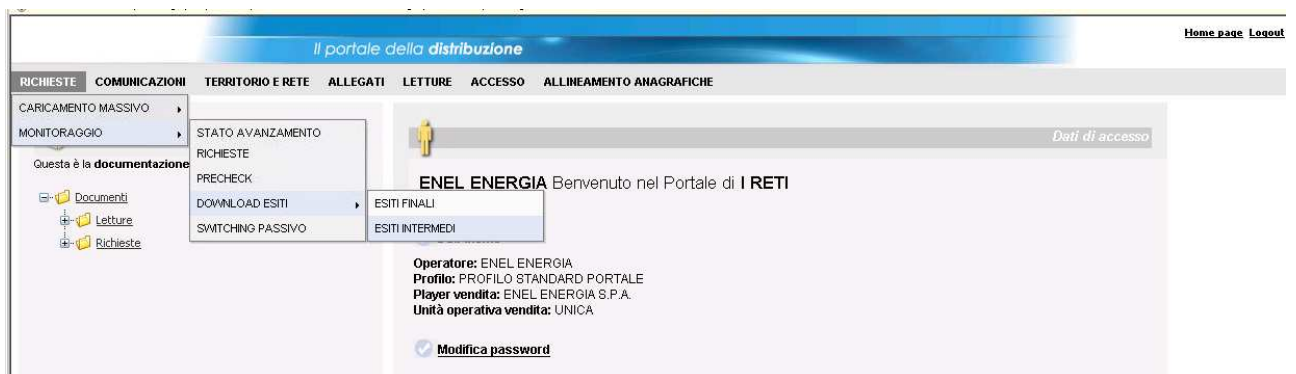 Home page Logout
Il portale della distribuzione
RICHIESTE COMUNICAZIONI TERRITORIO E RETE ALLEGATI LETTURE ACCESSO ALLINEAMENTO ANAGRAFICHE
CARICAMENTO MASSIVO
MONITORAGGIO
STATO AVANZAMENTO
RICHIESTE
PRECHECK
DOWNLOAD ESITI
SWITCHING PASSIVO
ESITI FINALI
ESITI INTERMEDI
Questa è la documentazione
Documenti
Letture
Richieste
Dati di accesso
ENEL ENERGIA Benvenuto nel Portale di I RETI
Operatore: ENEL ENERGIA
Profilo: PROFILO STANDARD PORTALE
Player vendita: ENEL ENERGIA S.P.A.
Unità operativa vendita: UNICA
Modifica password